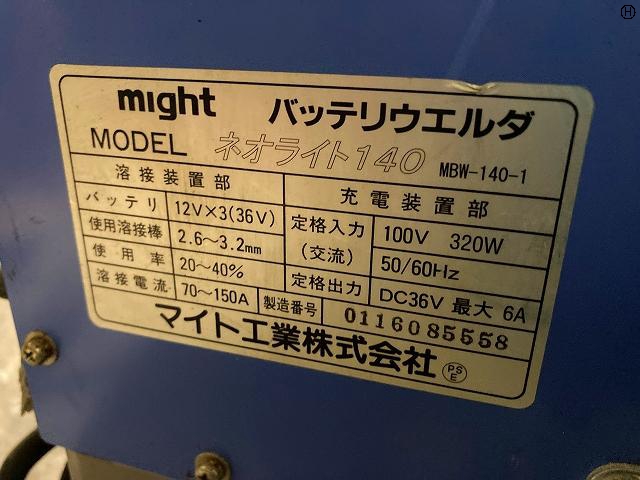 might バッテリウエルダ
MODEL ネオライト140 MBW-140-1
溶接装置部 充電装置部
バッテリ 12V×3(36V) 定格入力(交流) 100V 320W
使用溶接棒 2.6～3.2mm 50/60Hz
使用率 20～40% 定格出力 DC36V 最大 6A
溶接電流 70～150A 製造番号 0116085558
マイト工業株式会社 PSE
H